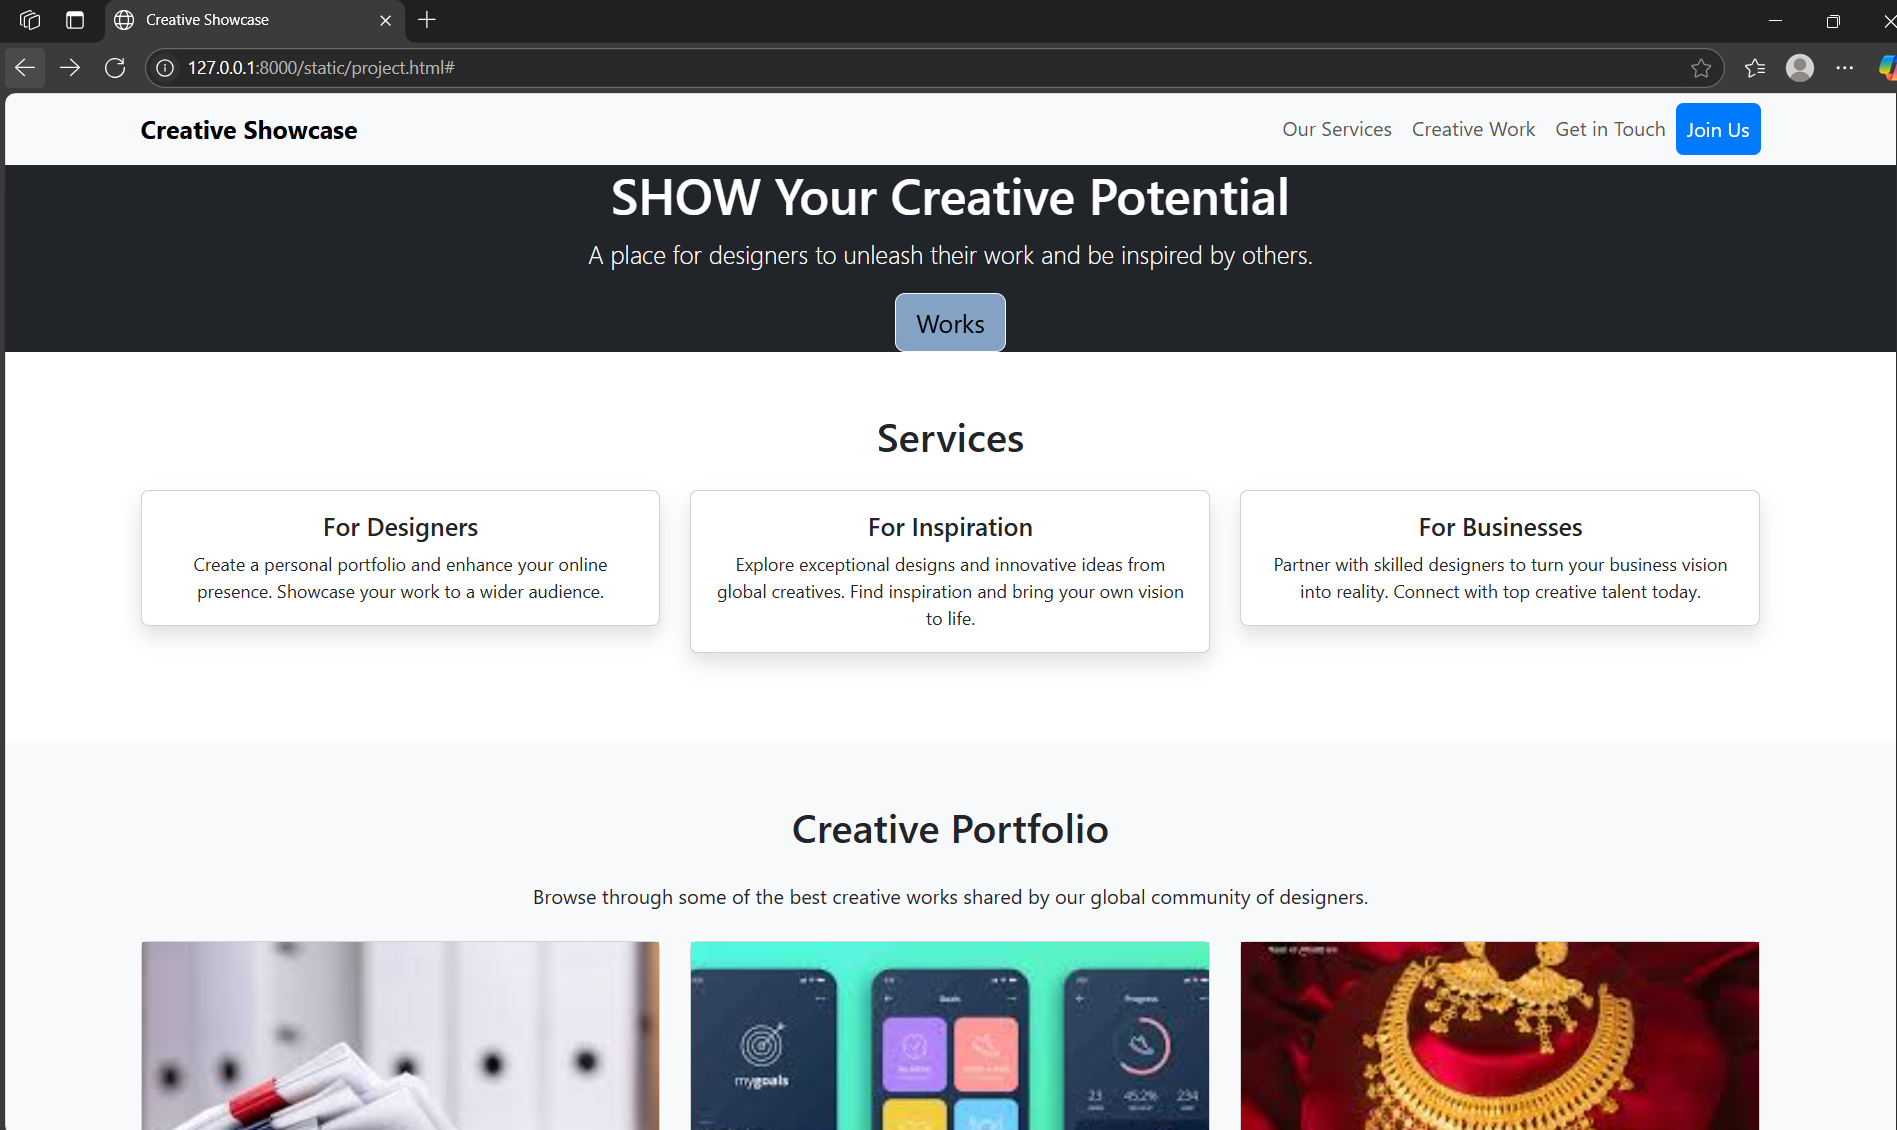 Creative Showcase
127.0.0.1:8000/static/project.html#
Creative Showcase
Our Services
Creative Work
Get in Touch
Join Us
SHOW Your Creative Potential
A place for designers to unleash their work and be inspired by others.
Works
Services
For Designers
Create a personal portfolio and enhance your online
presence. Showcase your work to a wider audience.
For Inspiration
Explore exceptional designs and innovative ideas from
global creatives. Find inspiration and bring your own vision
to life.
For Businesses
Partner with skilled designers to turn your business vision
into reality. Connect with top creative talent today.
Creative Portfolio
Browse through some of the best creative works shared by our global community of designers.
mygoals
Goals
Progress
23
45.2%
234